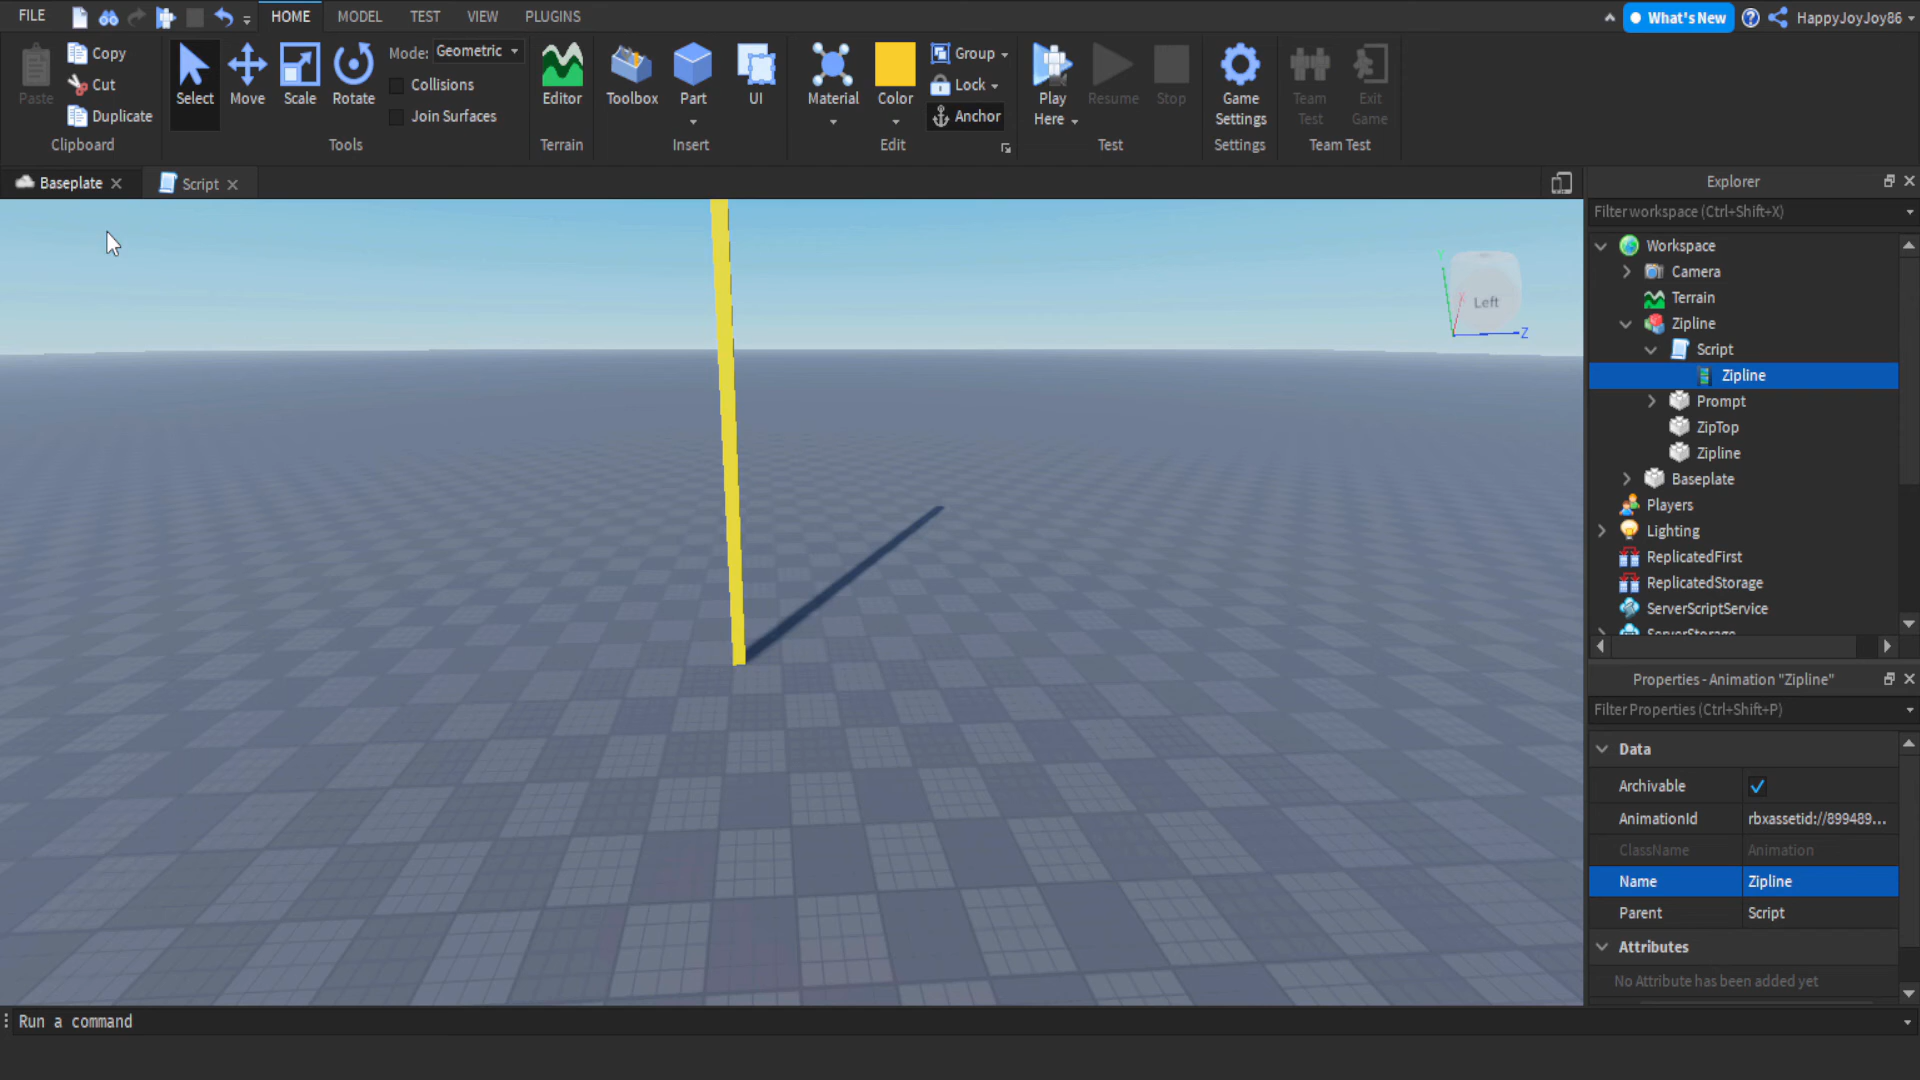 FILE HOME MODEL TEST VIEW PLUGINS What's New HappyJoyJoy86
Paste Copy Cut Duplicate Clipboard
Select Move Scale Rotate Mode: Geometric Collisions Join Surfaces Tools
Editor Terrain
Toolbox Part UI Insert
Material Color Group Lock Anchor Edit
Play Here Resume Stop Test
Game Settings Settings
Team Test Exit Game Team Test
Baseplate Script
Left
Y
X
Z
Explorer
Filter workspace (Ctrl+Shift+X)
Workspace
Camera
Terrain
Zipline
Script
Zipline
Prompt
ZipTop
Zipline
Baseplate
Players
Lighting
ReplicatedFirst
ReplicatedStorage
ServerScriptService
ServerStorage
Properties - Animation "Zipline"
Filter Properties (Ctrl+Shift+P)
Data
Archivable
AnimationId rbxassetid://899489...
ClassName Animation
Name Zipline
Parent Script
Attributes
No Attribute has been added yet
Run a command